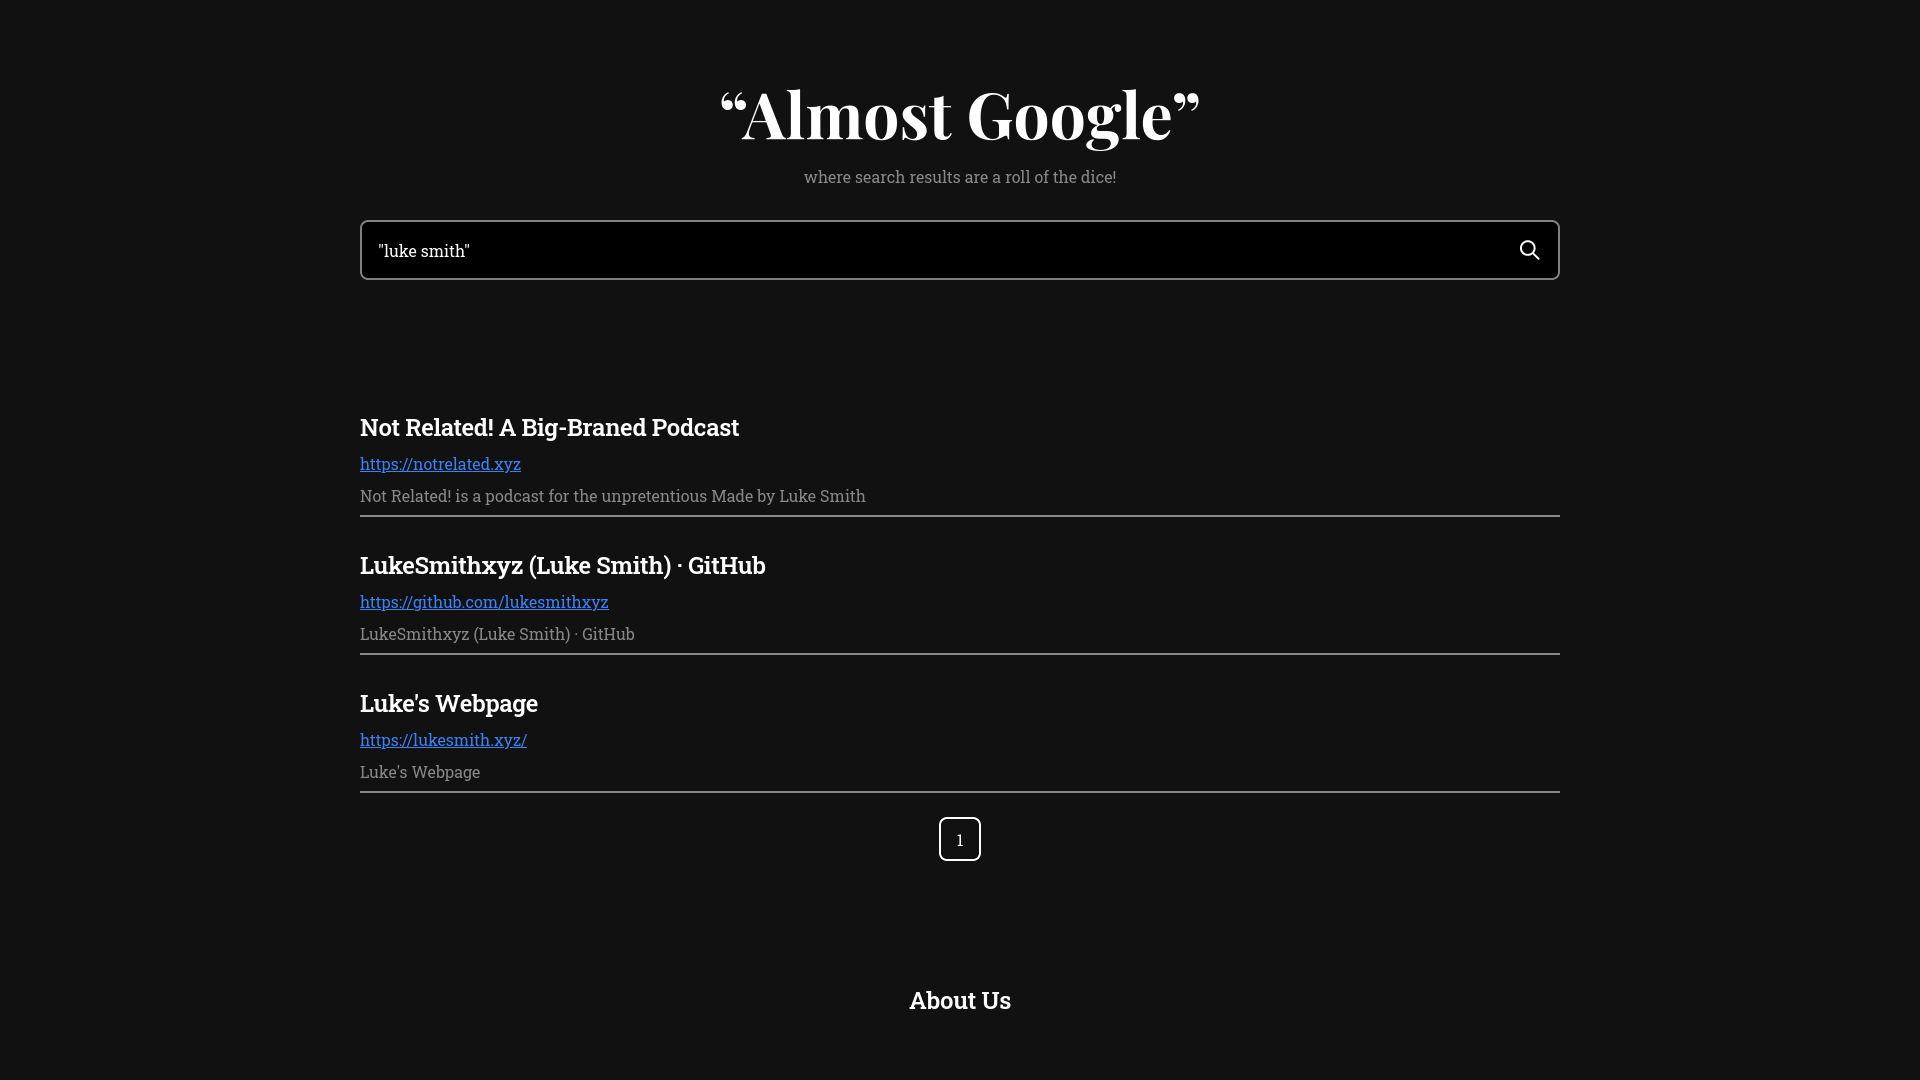 “Almost Google”
where search results are a roll of the dice!
"luke smith"
Not Related! A Big-Braned Podcast
https://notrelated.xyz
Not Related! is a podcast for the unpretentious Made by Luke Smith
LukeSmithxyz (Luke Smith) · GitHub
https://github.com/lukesmithxyz
LukeSmithxyz (Luke Smith) · GitHub
Luke's Webpage
https://lukesmith.xyz/
Luke's Webpage
1
About Us